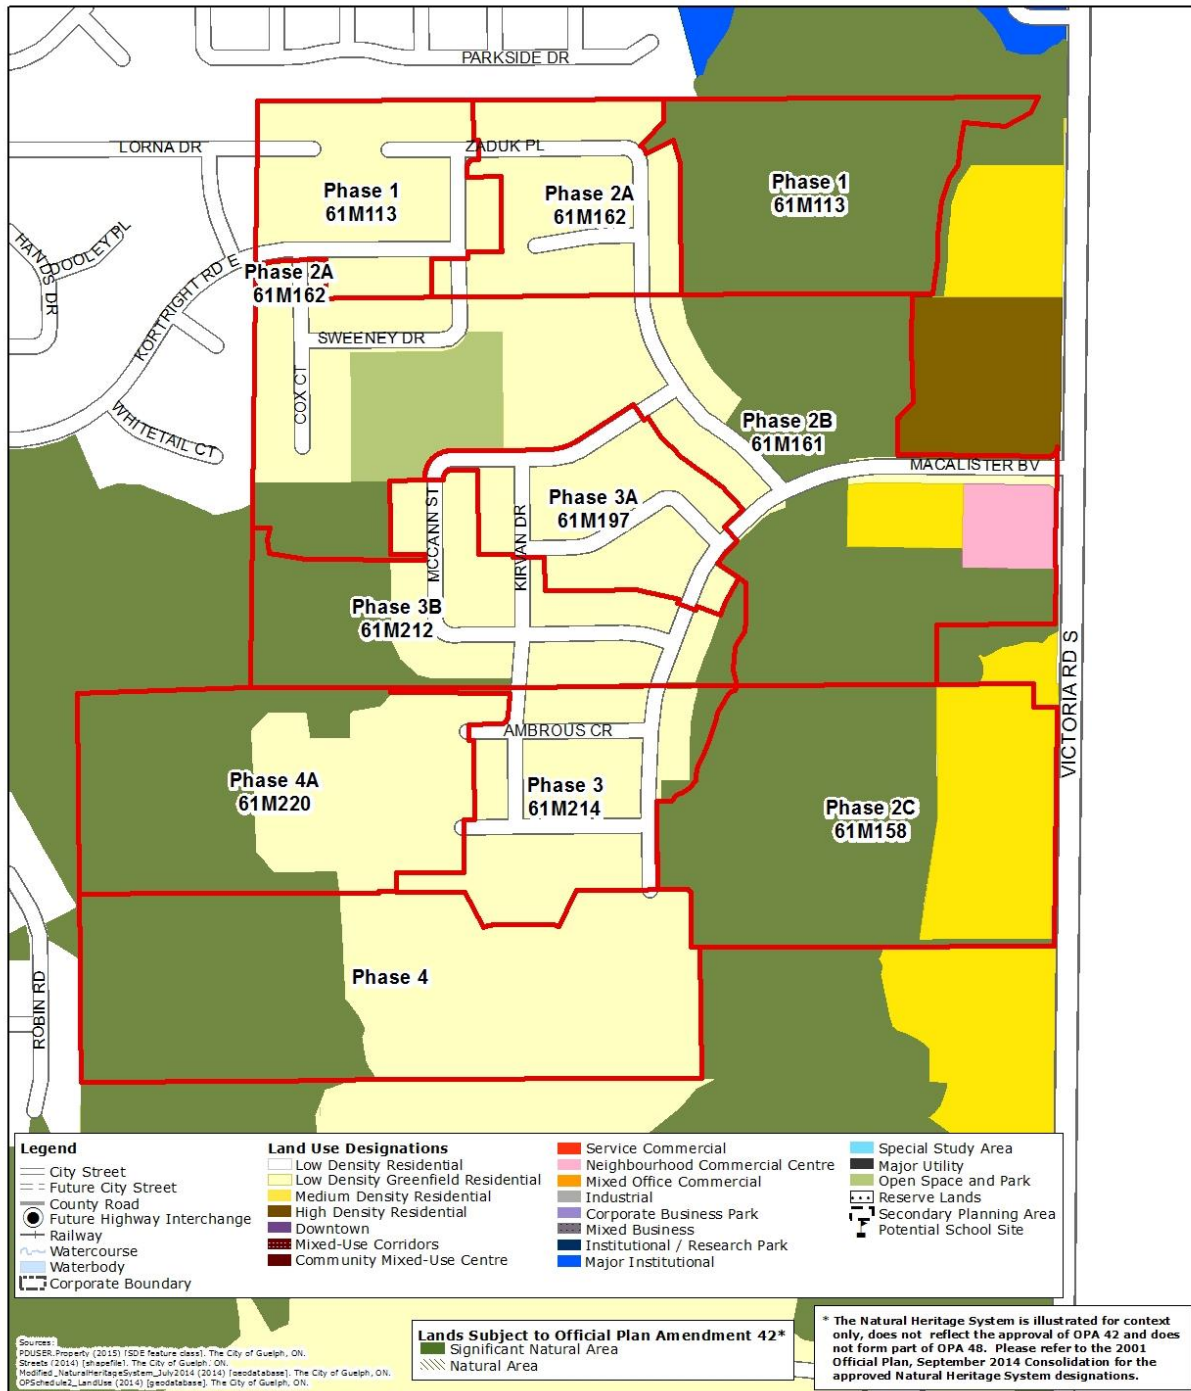 PARKSIDE DR
LORNA DR
ZADUK PL
Phase 1
61M113
Phase 2A
61M162
Phase 1
61M113
HANDS DR
DOOLEY PL
KORTRIGHT RD E
Phase 2A
61M162
SWEENEY DR
COX CT
WHITETAIL CT
Phase 2B
61M161
MACALISTER BV
Phase 3A
61M197
MCCANN ST
KIRVAN DR
Phase 3B
61M212
VICTORIA RD S
AMBROUS CR
Phase 4A
61M220
Phase 3
61M214
Phase 2C
61M158
Phase 4
ROBIN RD
Legend
City Street
Future City Street
County Road
Future Highway Interchange
Railway
Watercourse
Waterbody
Corporate Boundary
Land Use Designations
Low Density Residential
Low Density Greenfield Residential
Medium Density Residential
High Density Residential
Downtown
Mixed-Use Corridors
Community Mixed-Use Centre
Service Commercial
Neighbourhood Commercial Centre
Mixed Office Commercial
Industrial
Corporate Business Park
Mixed Business
Institutional / Research Park
Major Institutional
Special Study Area
Major Utility
Open Space and Park
Reserve Lands
Secondary Planning Area
Potential School Site
Sources:
PDUSER.Property (2015) [SDE feature class]. The City of Guelph, ON.
Streets (2014) [shapefile]. The City of Guelph, ON.
Modified_NaturalHeritageSystem_July2014 (2014) [geodatabase]. The City of Guelph, ON.
OPSchedule2_LandUse (2014) [geodatabase]. The City of Guelph, ON.
Lands Subject to Official Plan Amendment 42*
Significant Natural Area
Natural Area
* The Natural Heritage System is illustrated for context
only, does not reflect the approval of OPA 42 and does
not form part of OPA 48. Please refer to the 2001
Official Plan, September 2014 Consolidation for the
approved Natural Heritage System designations.